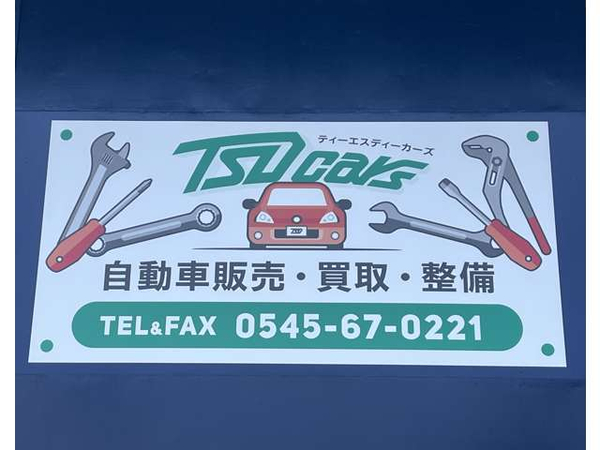 ティーエスディーカーズ
TSD cars
自動車販売・買取・整備
TEL&FAX 0545-67-0221